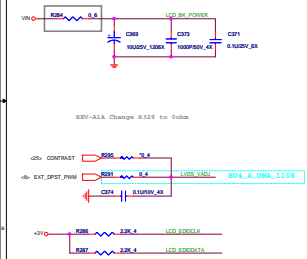 VIN R284 0_6 LCD_BK_POWER
C369 C373 C371
10U/25V_1206X 1000P/50V_4X 0.1U/25V_6X
REV-A1A Change R329 to 0ohm
<25> CONTRAST R295 *0_4
<8> EXT_DPST_PWM R291 0_4 LVDS_VADJ BU4_A_UMA_1108
C374 0.1U/10V_4X
+3V R286 2.2K_4 LCD_EDIDCLK
R287 2.2K_4 LCD_EDIDDATA